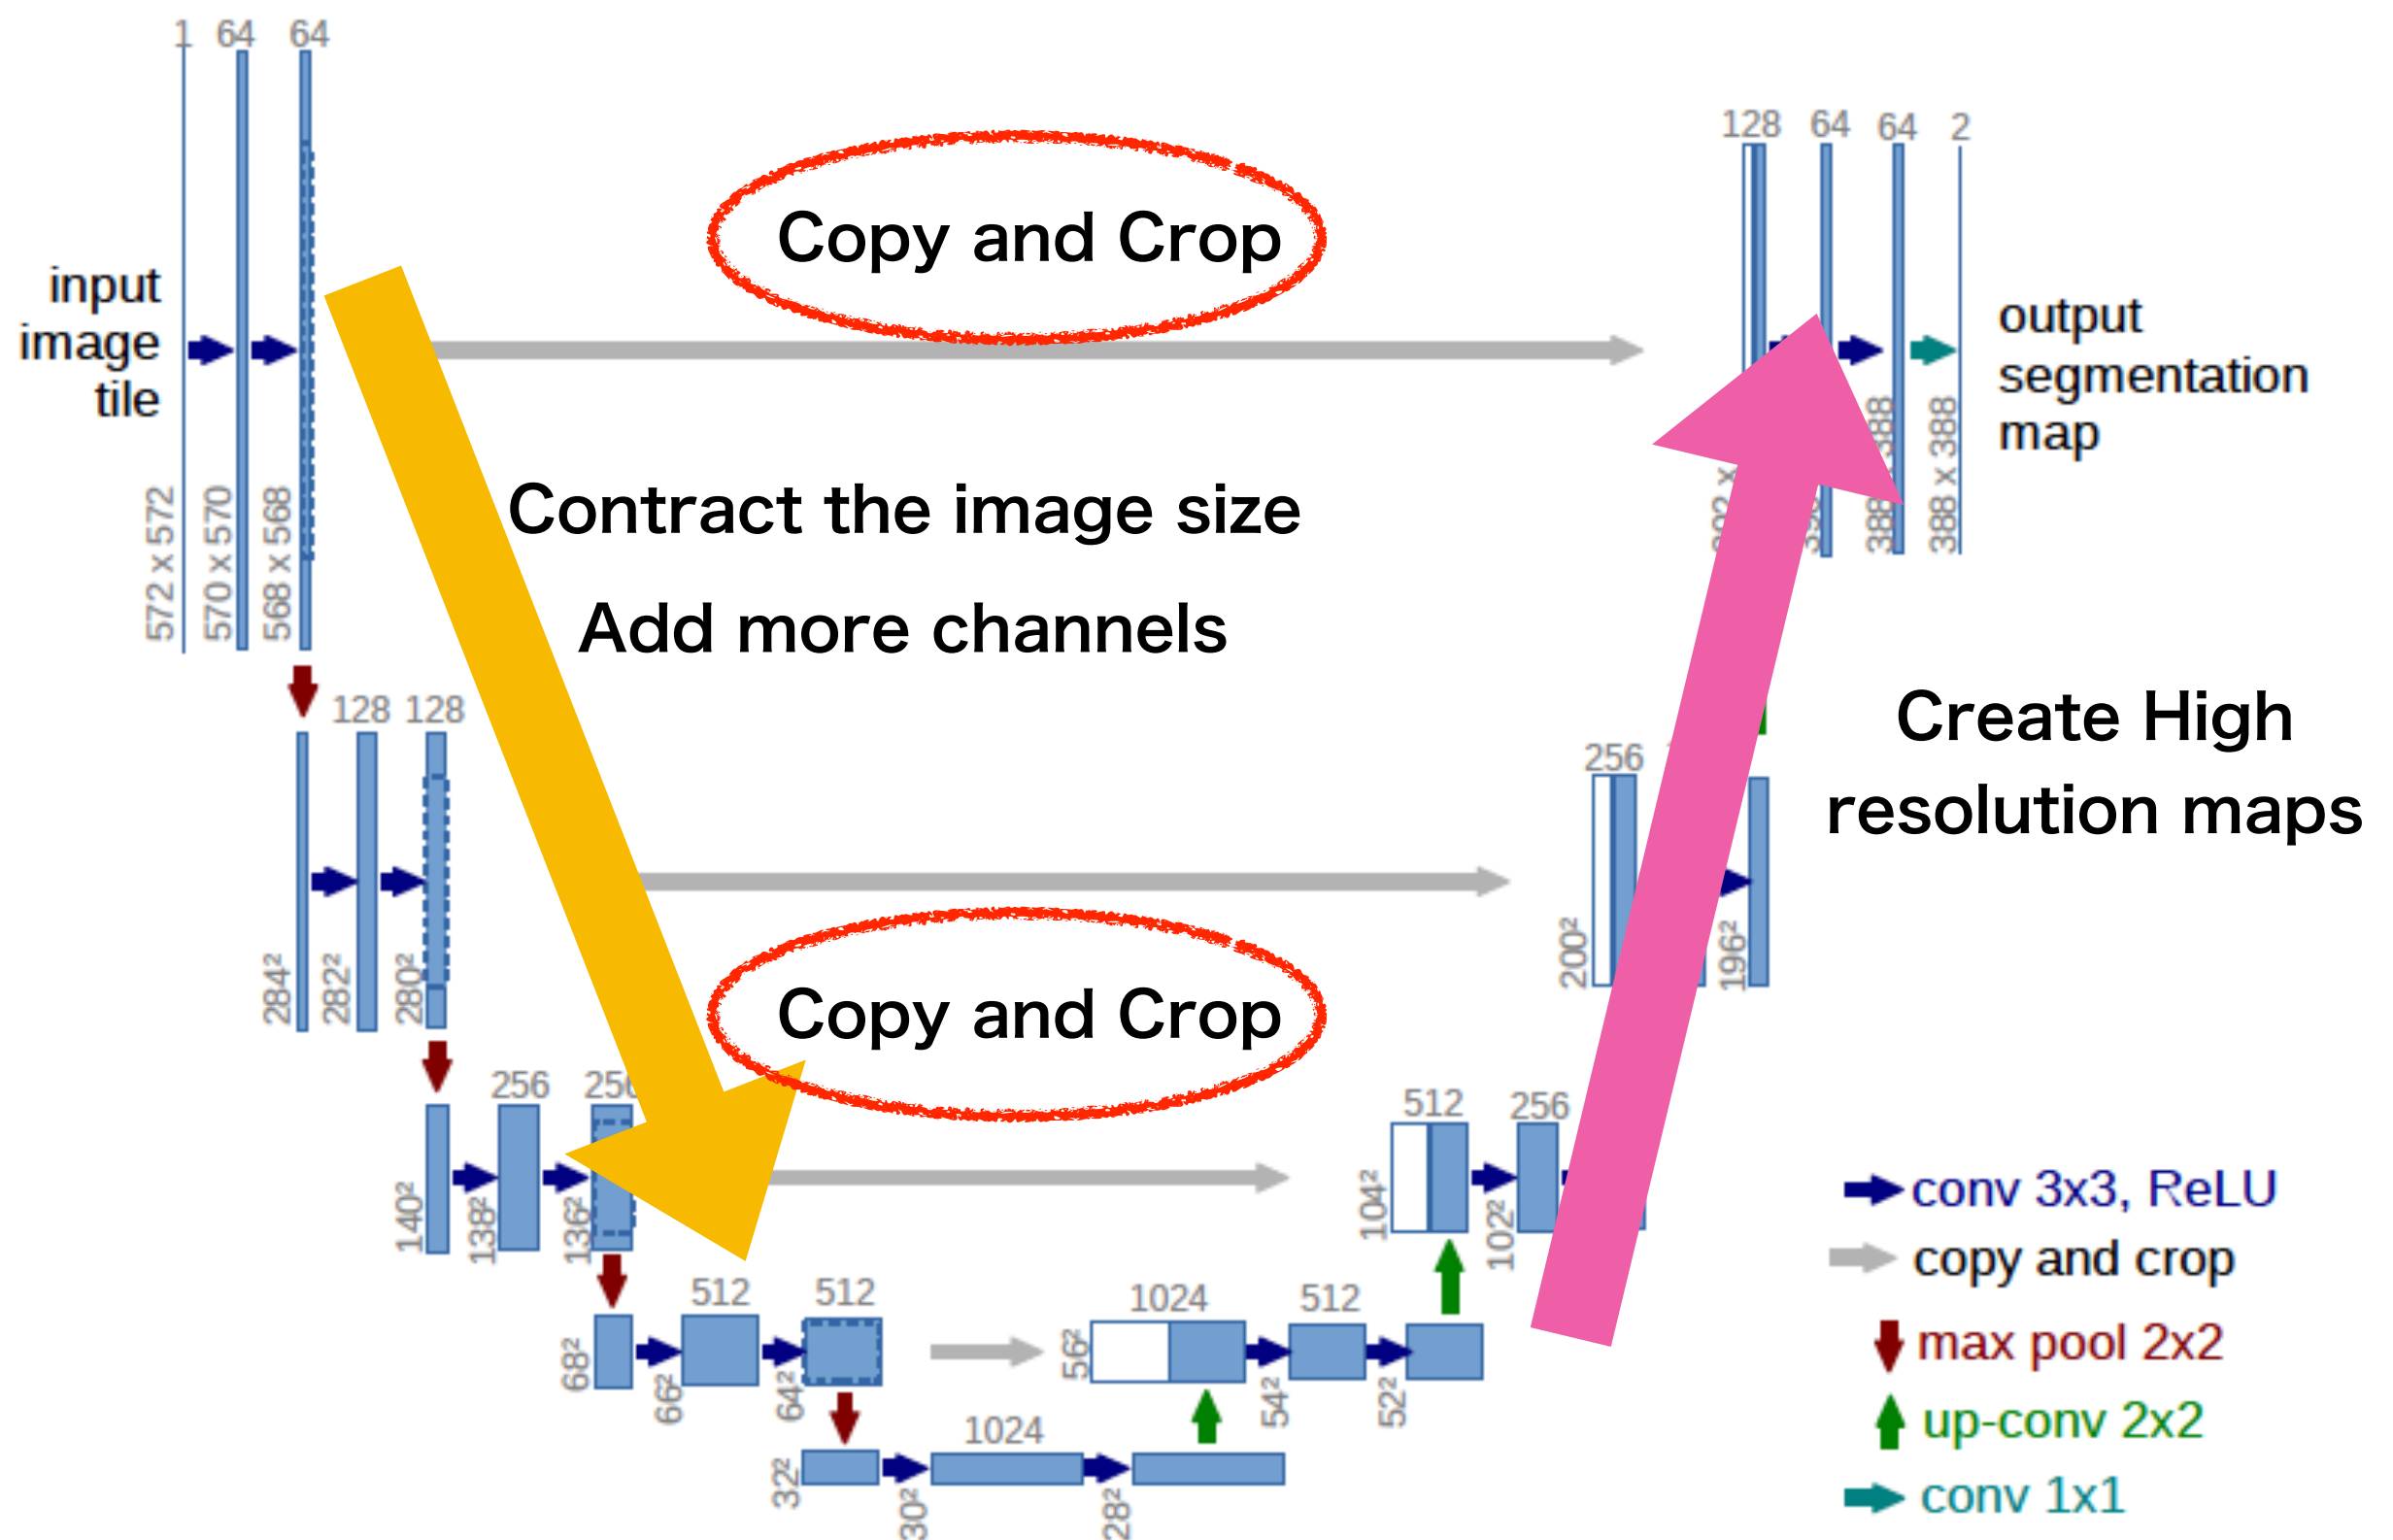 1 64 64
128 64 64 2
Copy and Crop
input
image
tile
output
segmentation
map
572 x 572
570 x 570
568 x 568
388 x 388
Contract the image size
Add more channels
128 128
256
Create High
resolution maps
284²
282²
280²
200²
196²
Copy and Crop
256
512 256
140²
138²
136²
104²
102²
512 512
1024 512
68²
66²
64²
56²
54²
52²
1024
32²
30²
28²
conv 3x3, ReLU
copy and crop
max pool 2x2
up-conv 2x2
conv 1x1